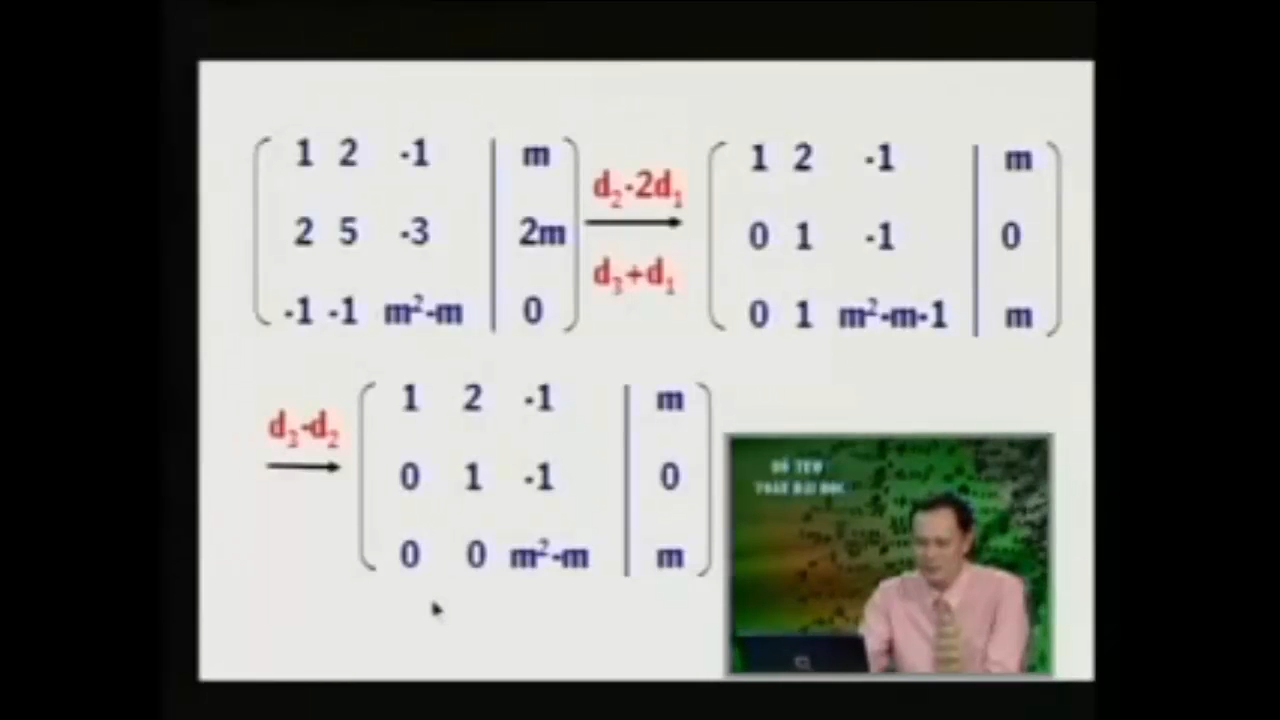 1 2 -1 | m
2 5 -3 | 2m
-1 -1 m²-m | 0
d₂-2d₁
d₃+d₁
1 2 -1 | m
0 1 -1 | 0
0 1 m²-m-1 | m
d₃-d₂
1 2 -1 | m
0 1 -1 | 0
0 0 m²-m | m